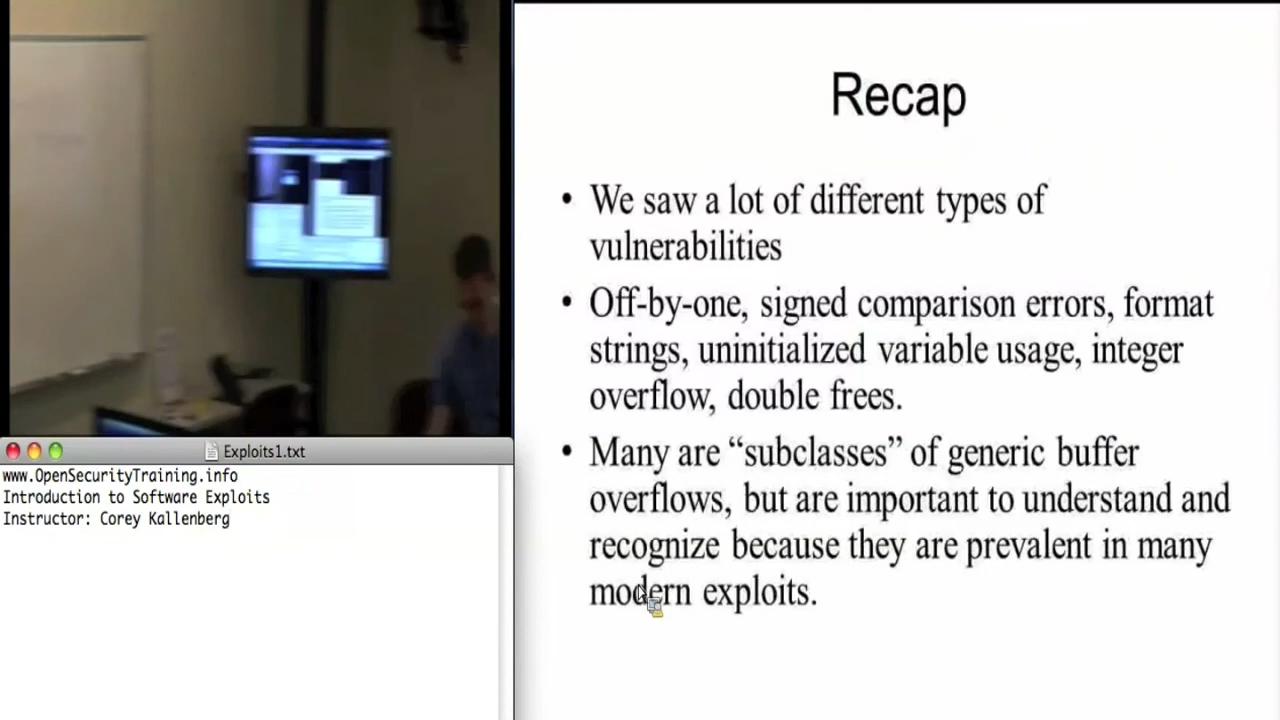 Recap
• We saw a lot of different types of
vulnerabilities
• Off-by-one, signed comparison errors, format
strings, uninitialized variable usage, integer
overflow, double frees.
• Many are “subclasses” of generic buffer
overflows, but are important to understand and
recognize because they are prevalent in many
modern exploits.
Exploits1.txt
www.OpenSecurityTraining.info
Introduction to Software Exploits
Instructor: Corey Kallenberg